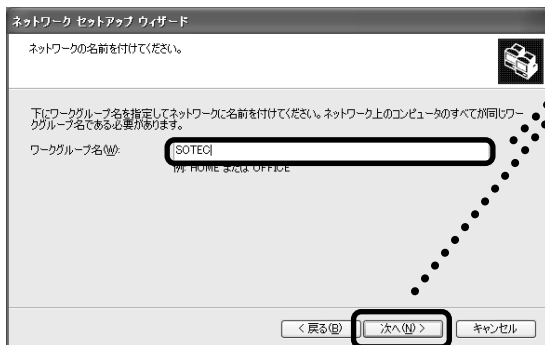 ネットワーク セットアップ ウィザード
ネットワークの名前を付けてください。
下にワークグループ名を指定してネットワークに名前を付けてください。ネットワーク上のコンピュータのすべてが同じワー
クグループ名である必要があります。
ワークグループ名(W):
SOTEC
例: HOME または OFFICE
< 戻る(B)
次へ(N) >
キャンセル